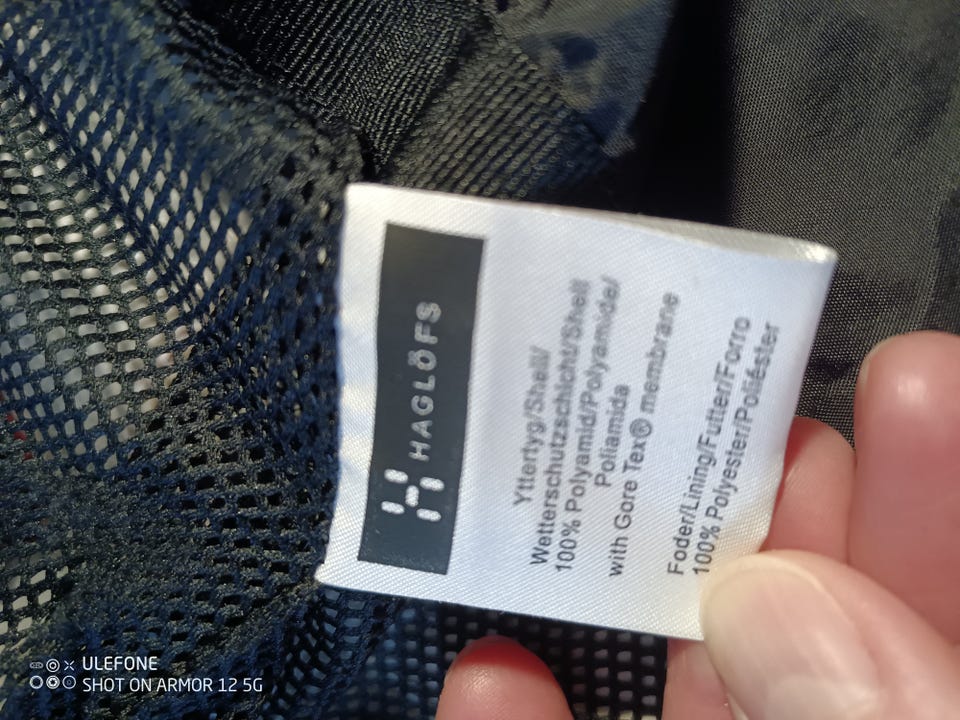 HAGLÖFS
Yttertyg/Shell/
Wetterschutzschicht/Shell
100% Polyamid/Polyamide/
Poliamida
with Gore Tex® membrane
Foder/Lining/Futter/Forro
100% Polyester/Poliéster
ULEFONE
SHOT ON ARMOR 12 5G